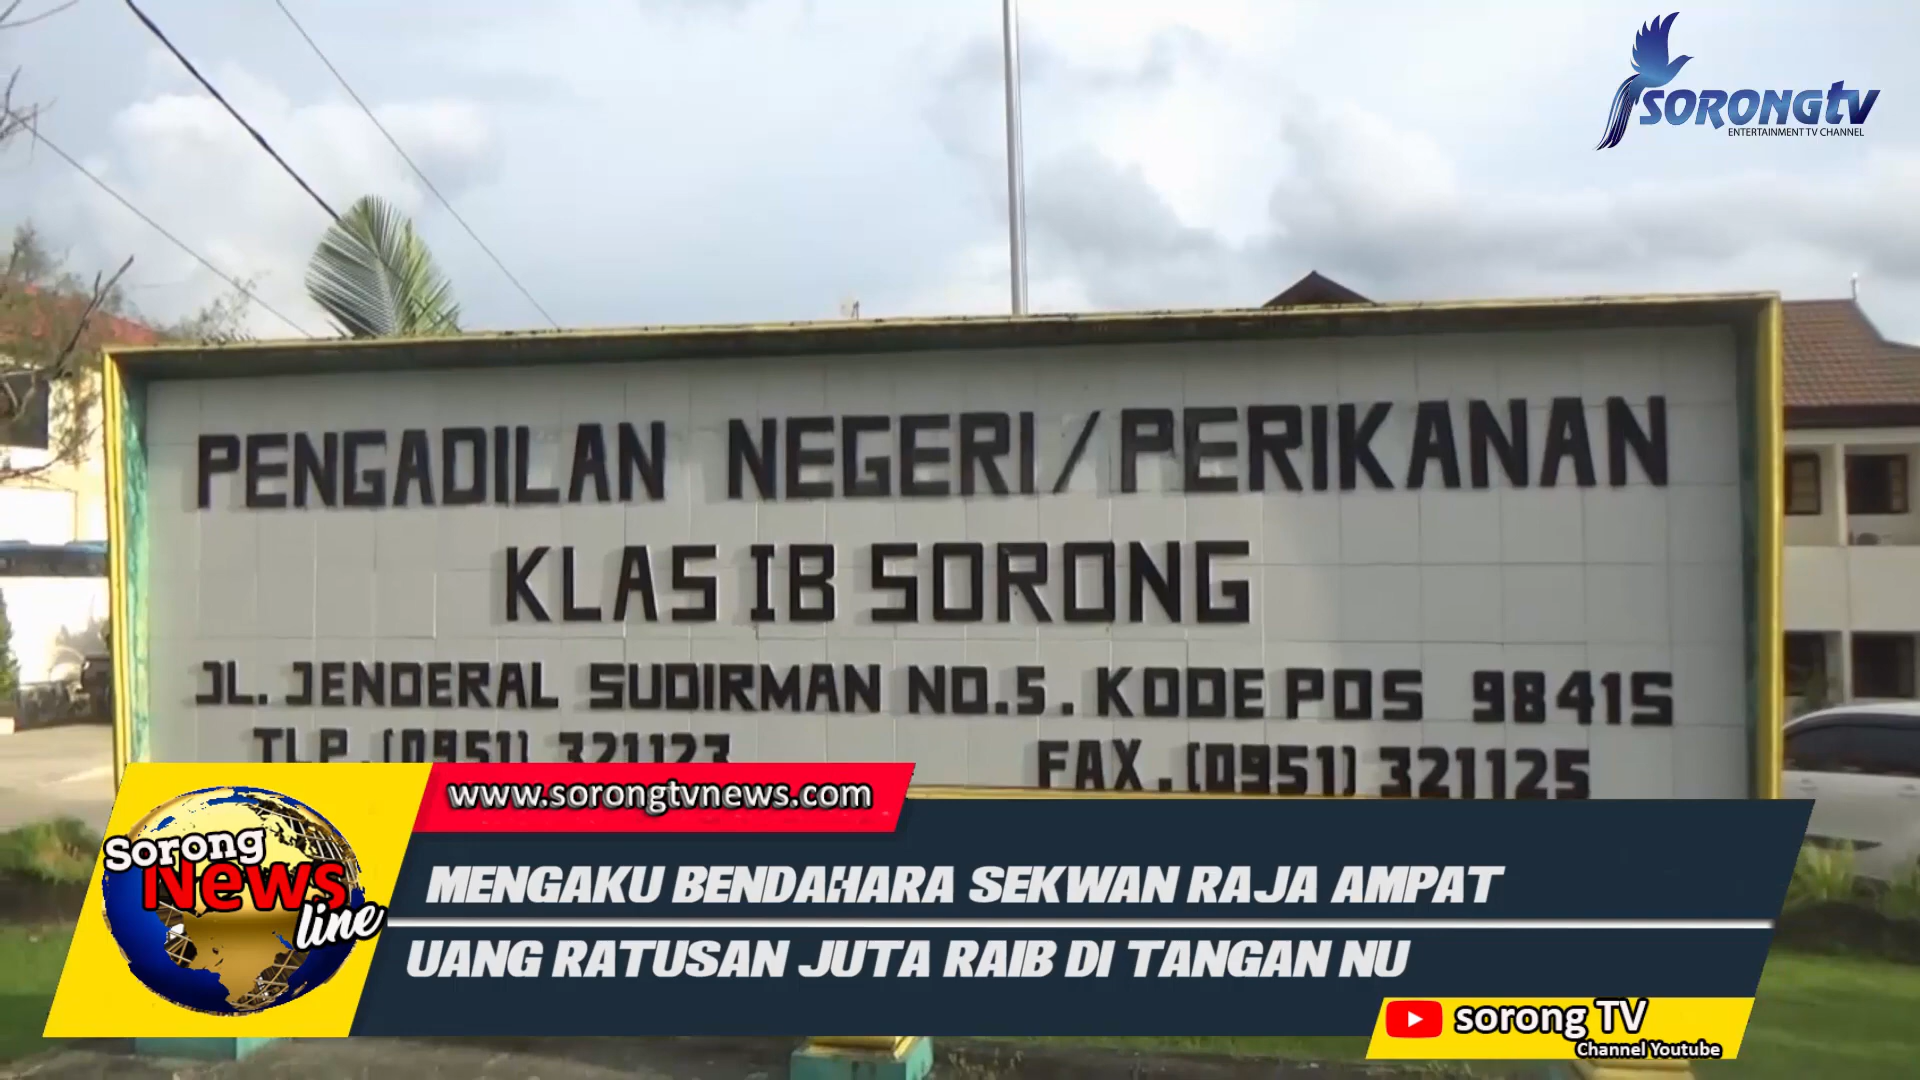 SORONGtv
ENTERTAINMENT TV CHANNEL
PENGADILAN NEGERI/PERIKANAN
KLAS IB SORONG
JL. JENDERAL SUDIRMAN NO.5. KODE POS 98415
TLP. (0951) 321123 FAX. (0951) 321125
www.sorongtvnews.com
Sorong
News
line
MENGAKU BENDAHARA SEKWAN RAJA AMPAT
UANG RATUSAN JUTA RAIB DI TANGAN NU
sorong TV
Channel Youtube